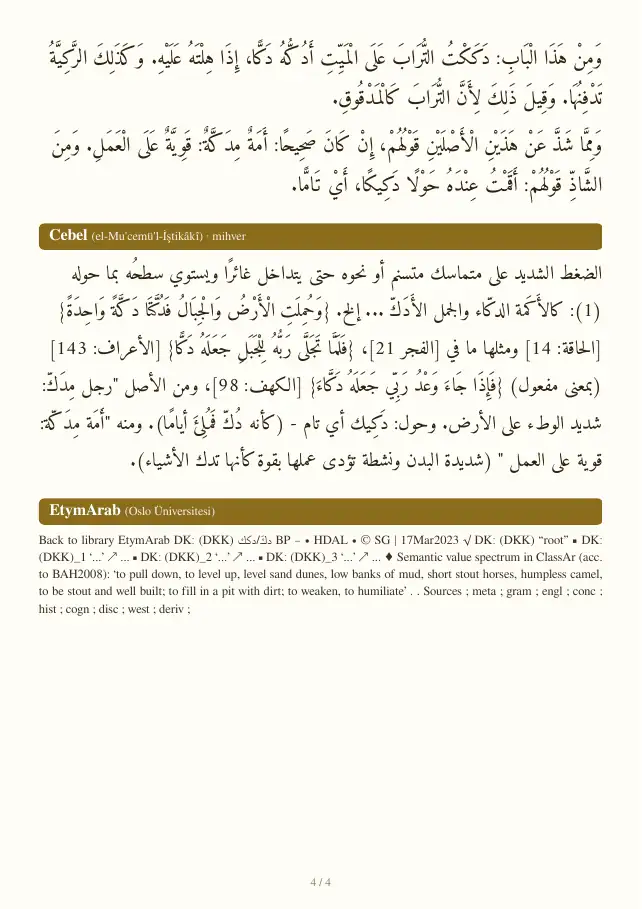 وَمِنْ هَذَا الْبَابِ: دَكَكْتُ التُّرَابَ عَلَى الْمَيِّتِ أَدُكُّهُ دَكًّا، إِذَا هِلْتَهُ عَلَيْهِ. وَكَذَلِكَ الرَّكِيَّةُ
تَدْفِنُهَا. وَقِيلَ ذَلِكَ لِأَنَّ التُّرَابَ كَالْمَدْقُوقِ.
وَمِمَّا شَذَّ عَنْ هَذَيْنِ الْأَصْلَيْنِ قَوْلُهُمْ، إِنْ كَانَ صَحِيحًا: أَمَةٌ مِدَكَّةٌ: قَوِيَّةٌ عَلَى الْعَمَلِ. وَمِنَ
الشَّاذِّ قَوْلُهُمْ: أَقَمْتُ عِنْدَهُ حَوْلًا دَكِيكًا، أَيْ تَامًّا.
Cebel (el-Mu'cemü'l-İştikâkî) · mihver
الضغط الشديد على متماسك متسنم أو نحوه حتى يتداخل غائرًا ويستوي سطحُه بما حوله
(1): كالأَكَمة الدكّاء والجمل الأَدَكّ ... إلخ. {وَحُمِلَتِ الْأَرْضُ وَالْجِبَالُ فَدُكَّتَا دَكَّةً وَاحِدَةً}
[الحاقة: 14] ومثلها ما في [الفجر 21]، {فَلَمَّا تَجَلَّى رَبُّهُ لِلْجَبَلِ جَعَلَهُ دَكًّا} [الأعراف: 143]
(بمعنى مفعول) {فَإِذَا جَاءَ وَعْدُ رَبِّي جَعَلَهُ دَكَّاءَ} [الكهف: 98]، ومن الأصل "رجل مِدَكّ:
شديد الوطء على الأرض. وحول: دَكِيك أي تام - (كأنه دُكّ فَمُلِئَ أيامًا). ومنه "أَمَة مِدَكّة:
قوية على العمل " (شديدة البدن ونشطة تؤدى عملها بقوة كأنها تدك الأشياء).
EtymArab (Oslo Üniversitesi)
Back to library EtymArab DK: (DKK) دكّ/دكك BP – • HDAL • © SG | 17Mar2023 √ DK: (DKK) “root” ▪ DK:
(DKK)_1 ‘...’ ↗ ... ▪ DK: (DKK)_2 ‘...’ ↗ ... ▪ DK: (DKK)_3 ‘...’ ↗ ... ♦ Semantic value spectrum in ClassAr (acc.
to BAH2008): ‘to pull down, to level up, level sand dunes, low banks of mud, short stout horses, humpless camel,
to be stout and well built; to fill in a pit with dirt; to weaken, to humiliate’ . . Sources ; meta ; gram ; engl ; conc ;
hist ; cogn ; disc ; west ; deriv ;
4 / 4